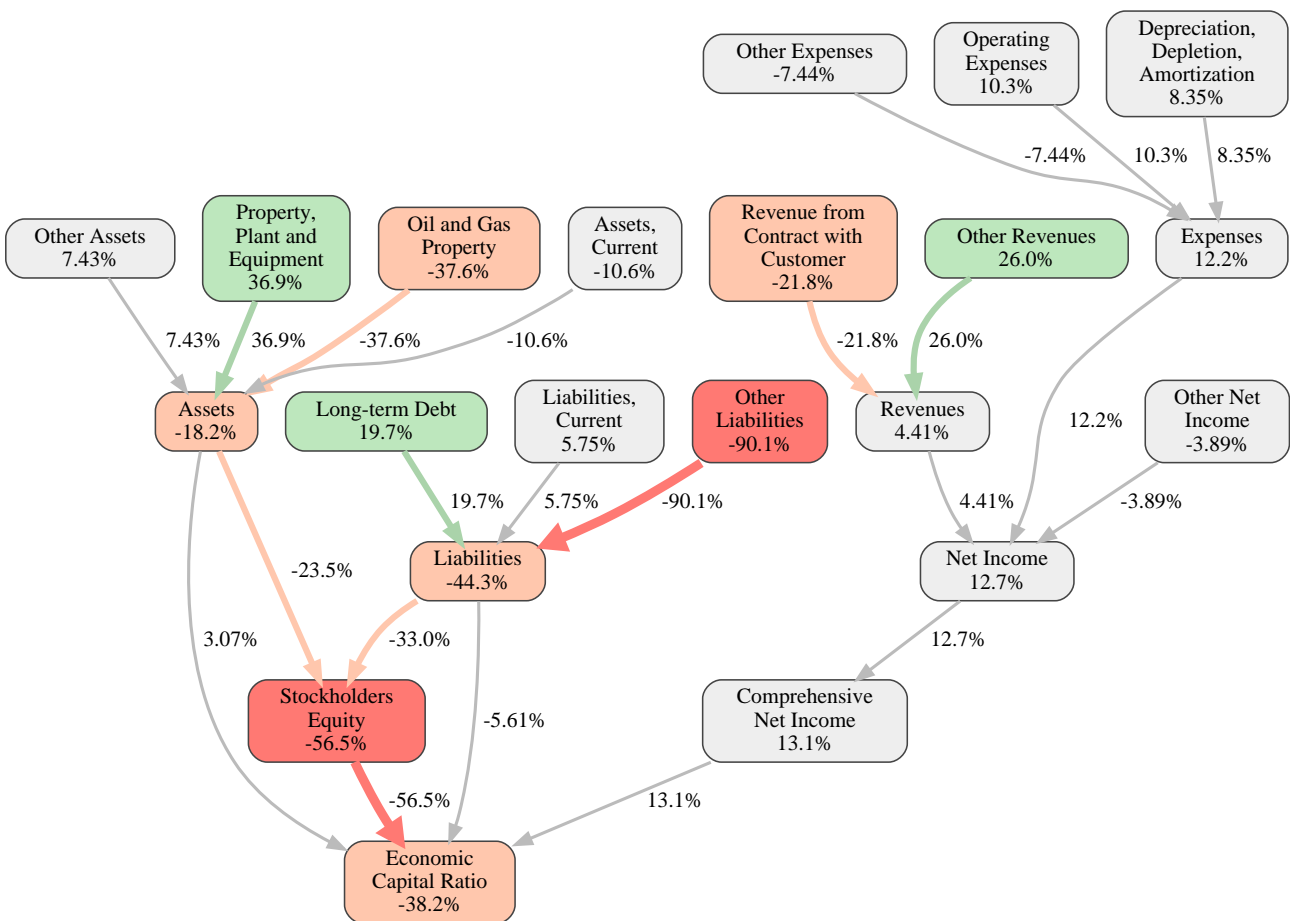 Other Expenses
-7.44%
Operating
Expenses
10.3%
Depreciation,
Depletion,
Amortization
8.35%
-7.44%
10.3%
8.35%
Other Assets
7.43%
Property,
Plant and
Equipment
36.9%
Oil and Gas
Property
-37.6%
Assets,
Current
-10.6%
Revenue from
Contract with
Customer
-21.8%
Other Revenues
26.0%
Expenses
12.2%
7.43%
36.9%
-37.6%
-10.6%
-21.8%
26.0%
Assets
-18.2%
Long-term Debt
19.7%
Liabilities,
Current
5.75%
Other
Liabilities
-90.1%
Revenues
4.41%
12.2%
Other Net
Income
-3.89%
19.7%
5.75%
-90.1%
4.41%
-3.89%
-23.5%
Liabilities
-44.3%
Net Income
12.7%
3.07%
-33.0%
12.7%
Stockholders
Equity
-56.5%
-5.61%
Comprehensive
Net Income
13.1%
-56.5%
13.1%
Economic
Capital Ratio
-38.2%